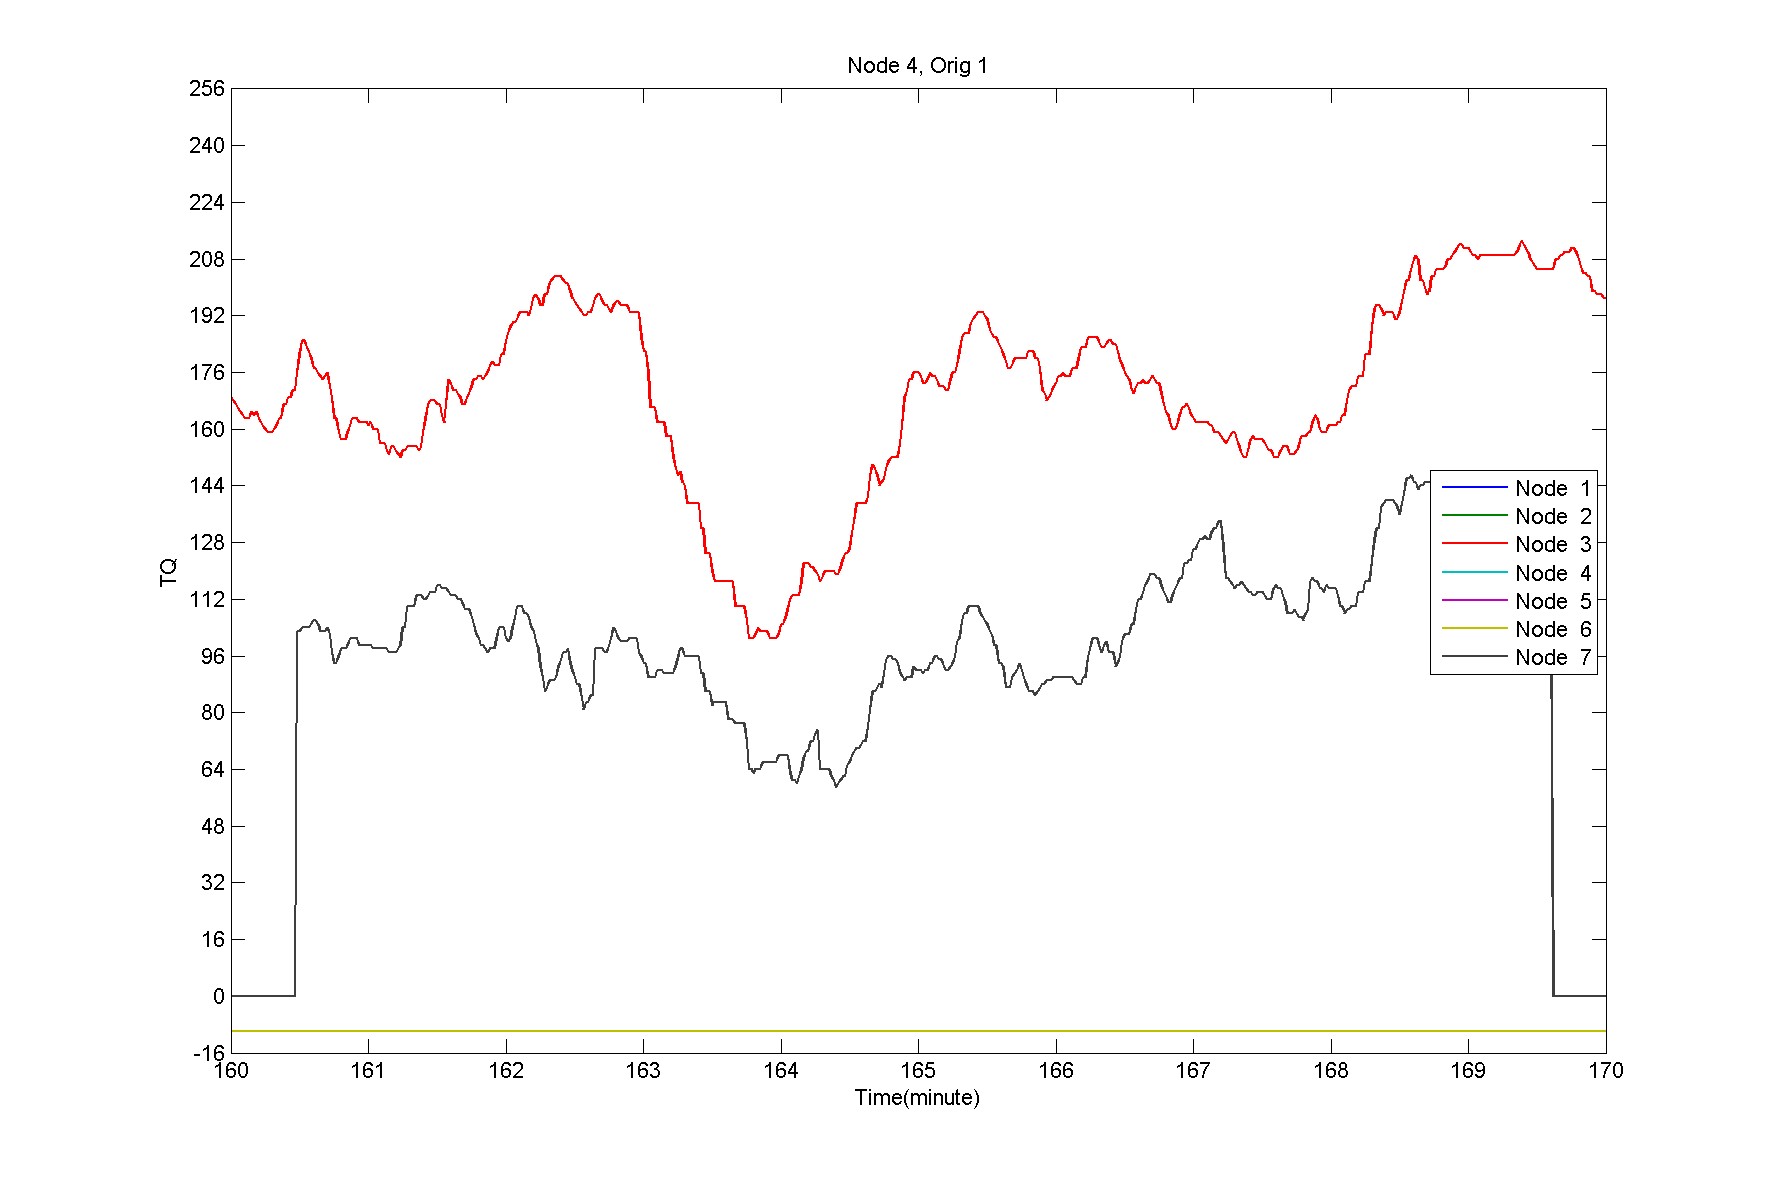 Node 4, Orig 1
256
240
224
208
192
176
160
144
128
112
96
80
64
48
32
16
0
-16
TQ
Node 1
Node 2
Node 3
Node 4
Node 5
Node 6
Node 7
160 161 162 163 164 165 166 167 168 169 170
Time(minute)